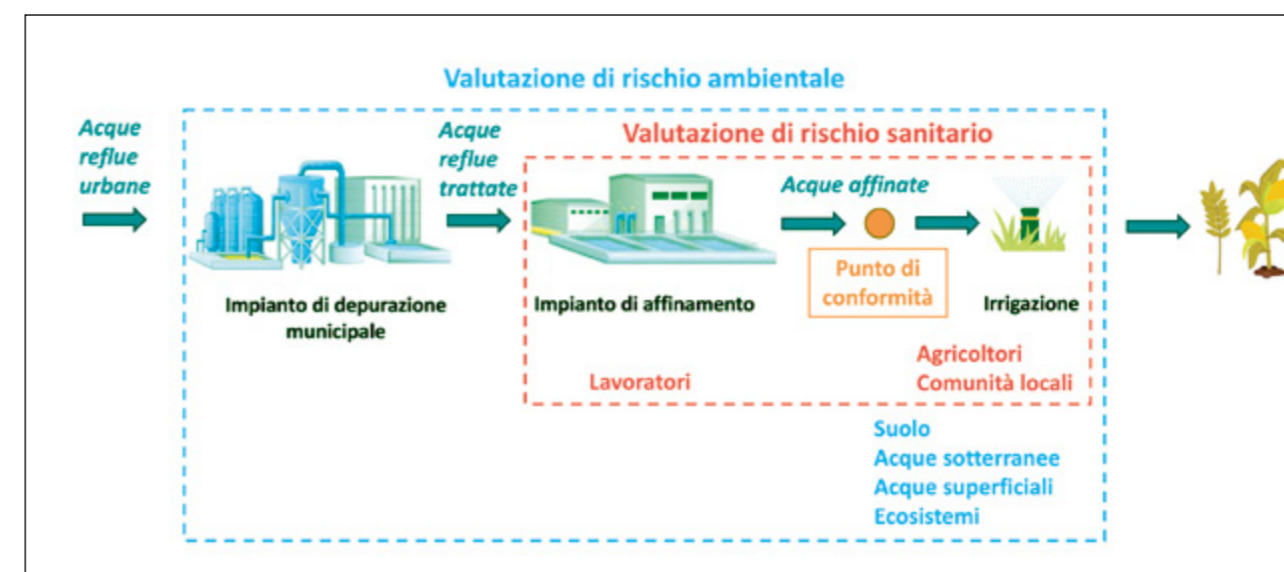 Valutazione di rischio ambientale
Acque
reflue
urbane
Acque
reflue
trattate
Valutazione di rischio sanitario
Acque affinate
Punto di
conformità
Impianto di depurazione
municipale
Impianto di affinamento
Irrigazione
Lavoratori
Agricoltori
Comunità locali
Suolo
Acque sotterranee
Acque superficiali
Ecosistemi